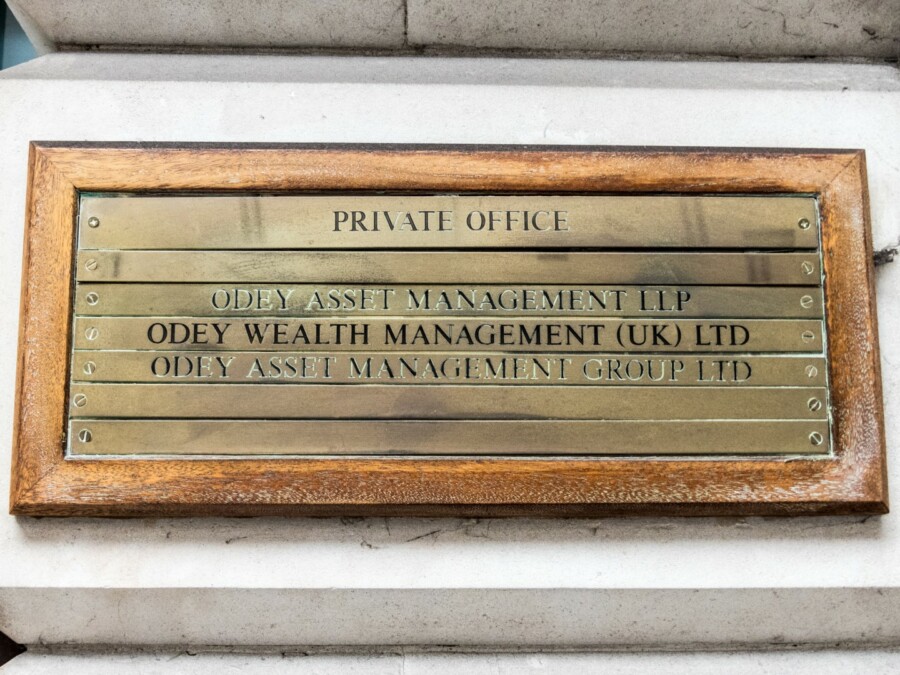 PRIVATE OFFICE
ODEY ASSET MANAGEMENT LLP
ODEY WEALTH MANAGEMENT (UK) LTD
ODEY ASSET MANAGEMENT GROUP LTD